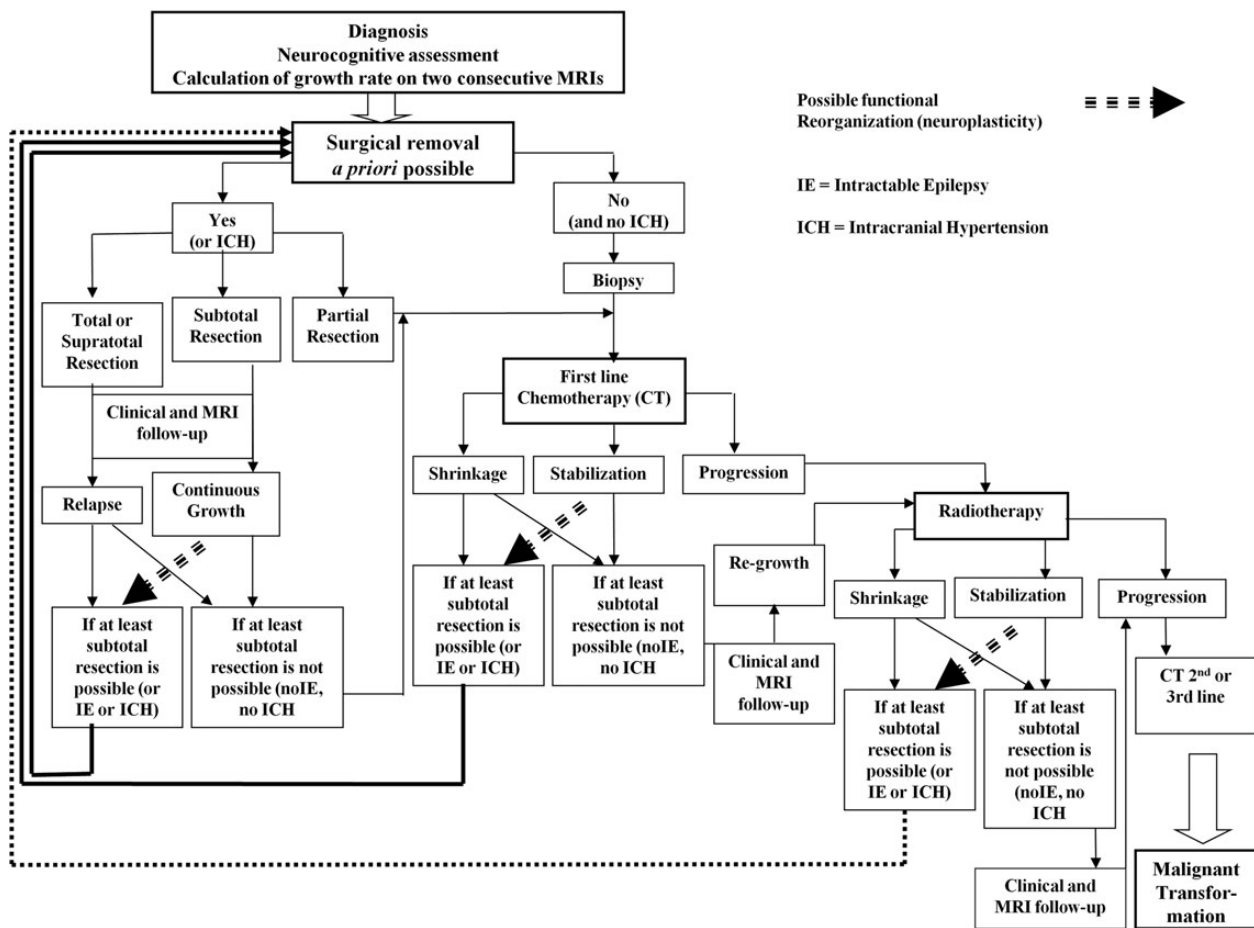 Diagnosis
Neurocognitive assessment
Calculation of growth rate on two consecutive MRIs
Possible functional
Reorganization (neuroplasticity)
IE = Intractable Epilepsy
ICH = Intracranial Hypertension
Surgical removal
a priori possible
Yes
(or ICH)
No
(and no ICH)
Biopsy
Total or
Supratotal
Resection
Subtotal
Resection
Partial
Resection
First line
Chemotherapy (CT)
Clinical and MRI
follow-up
Relapse
Continuous
Growth
Shrinkage
Stabilization
Progression
Radiotherapy
If at least
subtotal
resection is
possible (or
IE or ICH)
If at least
subtotal
resection is not
possible (noIE,
no ICH
If at least
subtotal
resection is
possible (or
IE or ICH)
If at least
subtotal
resection is not
possible (noIE,
no ICH
Re-growth
Clinical and
MRI
follow-up
Shrinkage
Stabilization
Progression
If at least
subtotal
resection is
possible (or
IE or ICH)
If at least
subtotal
resection is
not possible
(noIE, no
ICH
CT 2nd or
3rd line
Clinical and
MRI follow-up
Malignant
Transfor-
mation